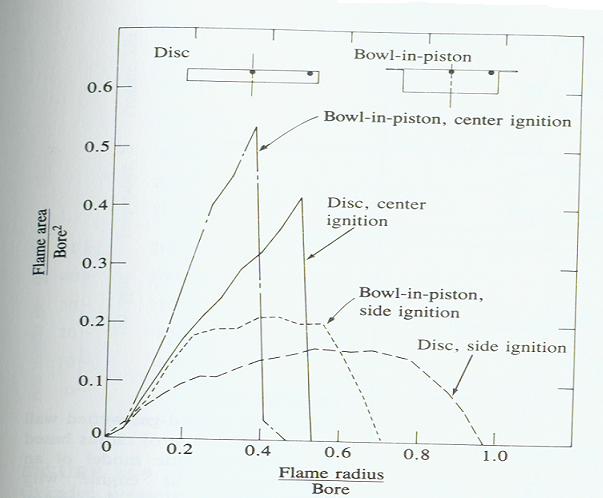 Disc
Bowl-in-piston
0.6
Bowl-in-piston, center ignition
0.5
0.4
Disc, center
ignition
0.3
Flame area
Bore²
Bowl-in-piston,
side ignition
0.2
Disc, side ignition
0.1
0
0
0.2
0.4
0.6
0.8
1.0
Flame radius
Bore